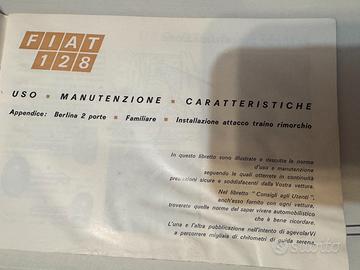 FIAT
128
USO ▪ MANUTENZIONE ▪ CARATTERISTICHE
Appendice: Berlina 2 porte ▪ Familiare ▪ Installazione attacco traino rimorchio
In questo libretto sono illustrate e descritte le norme
d'uso e manutenzione
seguendo le quali otterrete in continuità
prestazioni sicure e soddisfacenti dalla Vostra vettura.
Nel libretto " Consigli agli Utenti ",
anch'esso fornito con ogni vettura,
troverete quelle norme del saper vivere automobilistico
che è bene ricordare.
L'una e l'altra pubblicazione nell'intento di agevolarVi
a percorrere migliaia di chilometri di guida serena.
subito.it